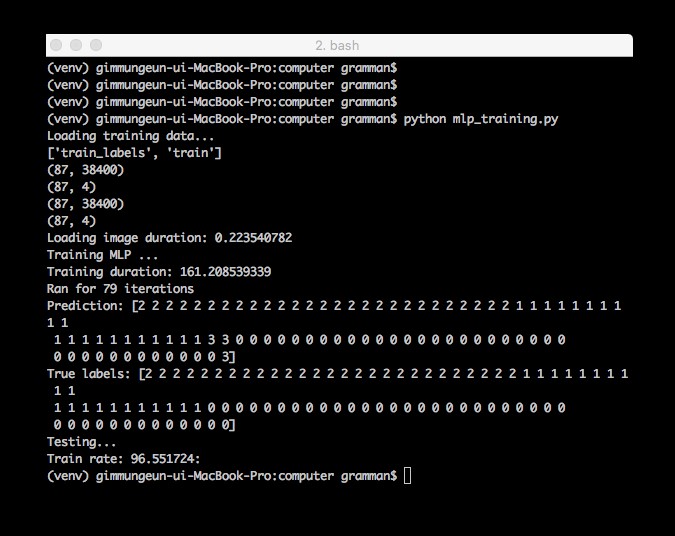 2. bash
(venv) gimmungeun-ui-MacBook-Pro:computer gramman$
(venv) gimmungeun-ui-MacBook-Pro:computer gramman$
(venv) gimmungeun-ui-MacBook-Pro:computer gramman$
(venv) gimmungeun-ui-MacBook-Pro:computer gramman$ python mlp_training.py
Loading training data...
['train_labels', 'train']
(87, 38400)
(87, 4)
(87, 38400)
(87, 4)
Loading image duration: 0.223540782
Training MLP ...
Training duration: 161.208539339
Ran for 79 iterations
Prediction: [2 2 2 2 2 2 2 2 2 2 2 2 2 2 2 2 2 2 2 2 2 2 2 2 2 2 2 1 1 1 1 1 1 1 1
1 1
 1 1 1 1 1 1 1 1 1 1 1 3 3 0 0 0 0 0 0 0 0 0 0 0 0 0 0 0 0 0 0 0 0 0 0 0 0
 0 0 0 0 0 0 0 0 0 0 0 0 3]
True labels: [2 2 2 2 2 2 2 2 2 2 2 2 2 2 2 2 2 2 2 2 2 2 2 2 2 2 2 1 1 1 1 1 1 1 1
 1 1
 1 1 1 1 1 1 1 1 1 1 1 0 0 0 0 0 0 0 0 0 0 0 0 0 0 0 0 0 0 0 0 0 0 0 0 0 0
 0 0 0 0 0 0 0 0 0 0 0 0 0]
Testing...
Train rate: 96.551724:
(venv) gimmungeun-ui-MacBook-Pro:computer gramman$